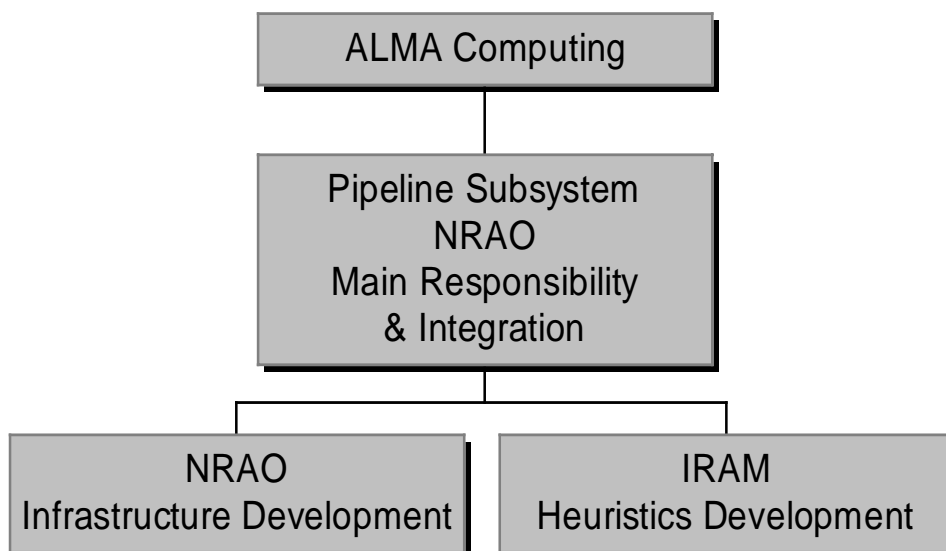 ALMA Computing
Pipeline Subsystem
NRAO
Main Responsibility
& Integration
NRAO
Infrastructure Development
IRAM
Heuristics Development